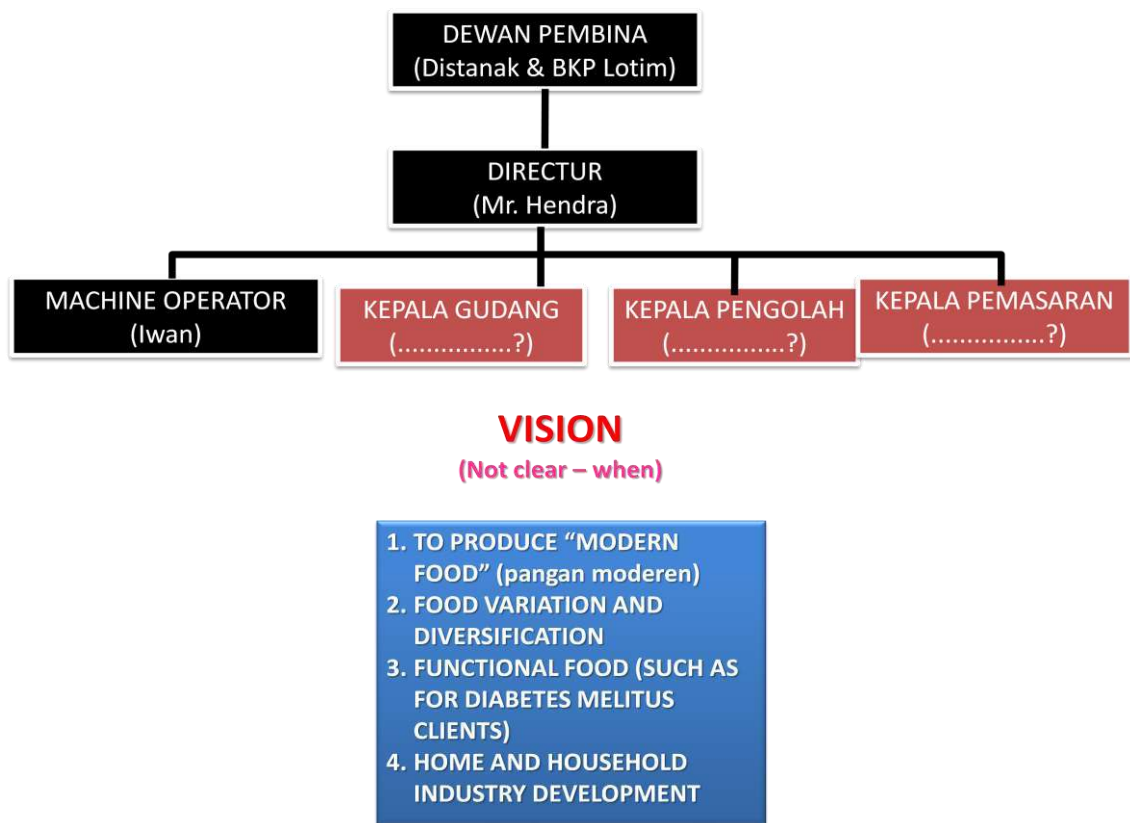 DEWAN PEMBINA
(Distanak & BKP Lotim)
DIRECTUR
(Mr. Hendra)
MACHINE OPERATOR
(Iwan)
KEPALA GUDANG
(................?)
KEPALA PENGOLAH
(................?)
KEPALA PEMASARAN
(................?)
VISION
(Not clear – when)
1. TO PRODUCE “MODERN
FOOD” (pangan moderen)
2. FOOD VARIATION AND
DIVERSIFICATION
3. FUNCTIONAL FOOD (SUCH AS
FOR DIABETES MELITUS
CLIENTS)
4. HOME AND HOUSEHOLD
INDUSTRY DEVELOPMENT